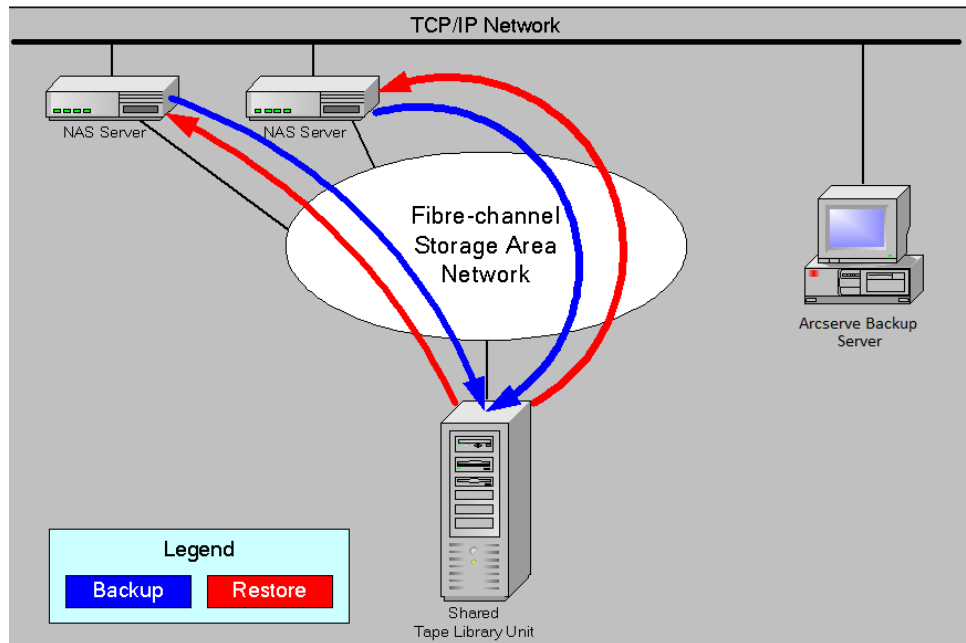 TCP/IP Network
NAS Server
NAS Server
Fibre-channel
Storage Area
Network
Arcserve Backup
Server
Legend
Backup
Restore
Shared
Tape Library Unit